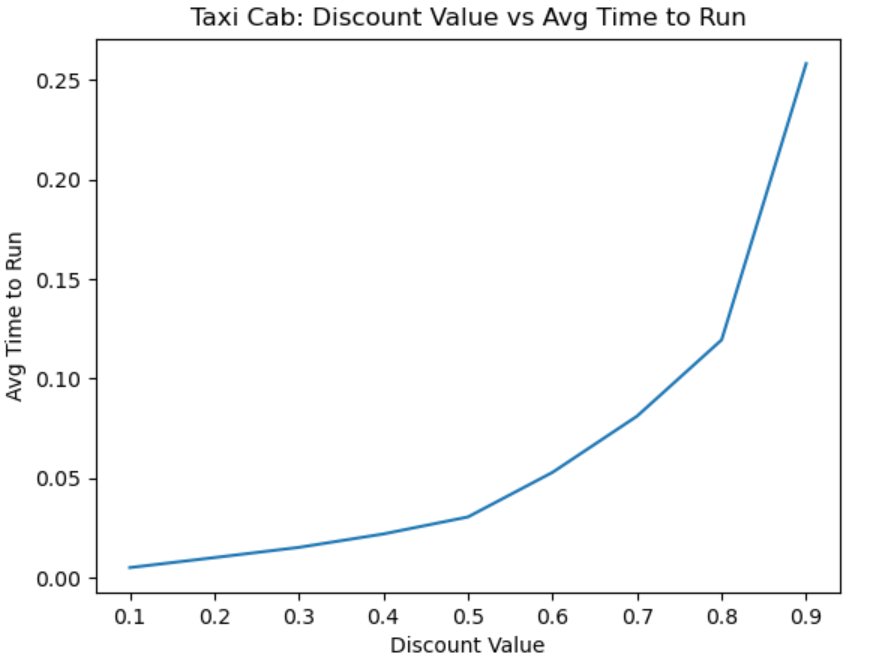 Taxi Cab: Discount Value vs Avg Time to Run
Avg Time to Run
0.25
0.20
0.15
0.10
0.05
0.00
0.1 0.2 0.3 0.4 0.5 0.6 0.7 0.8 0.9
Discount Value